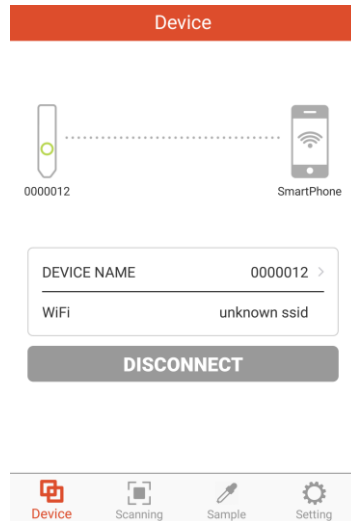 Device
0000012
SmartPhone
DEVICE NAME 0000012 >
WiFi unknown ssid
DISCONNECT
Device Scanning Sample Setting